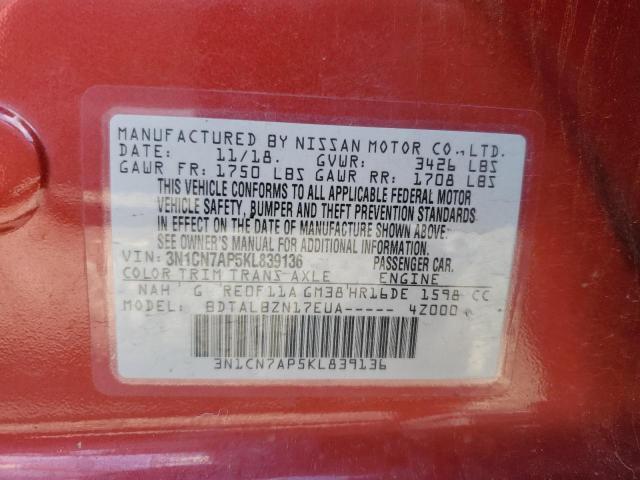 MANUFACTURED BY NISSAN MOTOR CO.,LTD.
DATE: 11/18. GVWR: 3426 LBS
GAWR FR: 1750 LBS GAWR RR: 1708 LBS
THIS VEHICLE CONFORMS TO ALL APPLICABLE FEDERAL MOTOR
VEHICLE SAFETY, BUMPER AND THEFT PREVENTION STANDARDS
IN EFFECT ON THE DATE OF MANUFACTURE SHOWN ABOVE.
SEE OWNER'S MANUAL FOR ADDITIONAL INFORMATION.
VIN: 3N1CN7AP5KL839136 PASSENGER CAR.
COLOR TRIM TRANS AXLE ENGINE
NAH G RE0F11A GM38 HR16DE 1598 CC
MODEL: BDTALBZN17EUA----- 4Z000
3N1CN7AP5KL839136